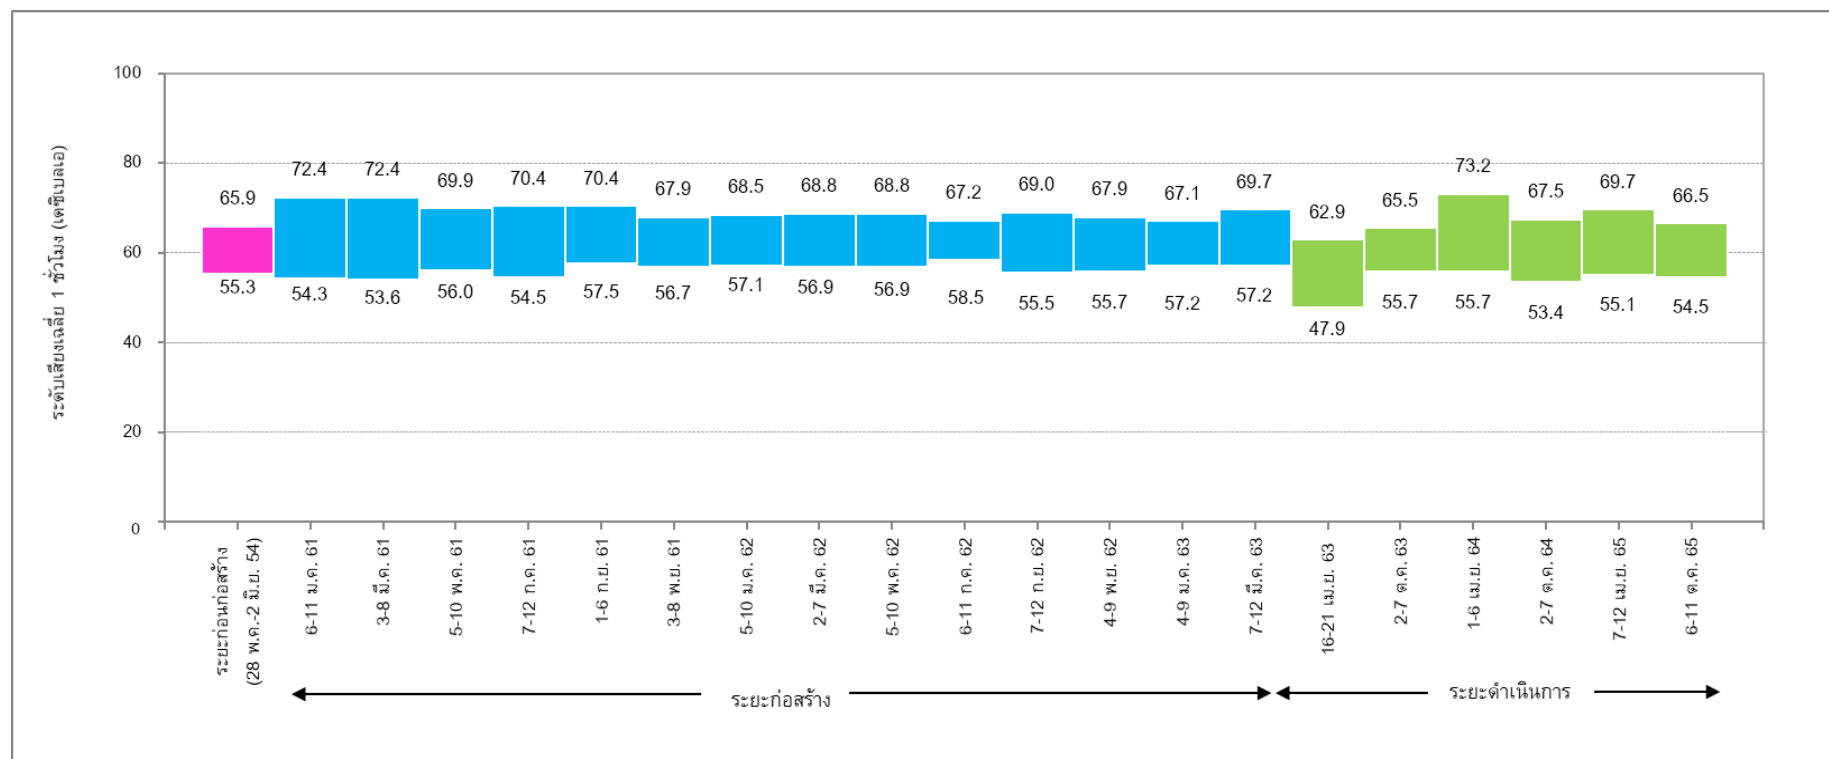 ระดับเสียงเฉลี่ย 1 ชั่วโมง (เดซิเบลเอ)
100
80
60
40
20
0
65.9
72.4
72.4
69.9
70.4
70.4
67.9
68.5
68.8
68.8
67.2
69.0
67.9
67.1
69.7
62.9
65.5
73.2
67.5
69.7
66.5
55.3
54.3
53.6
56.0
54.5
57.5
56.7
57.1
56.9
56.9
58.5
55.5
55.7
57.2
57.2
47.9
55.7
55.7
53.4
55.1
54.5
ระยะก่อนก่อสร้าง
(28 พ.ค.-2 มิ.ย. 54)
6-11 ม.ค. 61
3-8 มี.ค. 61
5-10 พ.ค. 61
7-12 ก.ค. 61
1-6 ก.ย. 61
3-8 พ.ย. 61
5-10 ม.ค. 62
2-7 มี.ค. 62
5-10 พ.ค. 62
6-11 ก.ค. 62
7-12 ก.ย. 62
4-9 พ.ย. 62
4-9 ม.ค. 63
7-12 มี.ค. 63
16-21 เม.ย. 63
2-7 ต.ค. 63
1-6 เม.ย. 64
2-7 ต.ค. 64
7-12 เม.ย. 65
6-11 ต.ค. 65
ระยะก่อสร้าง
ระยะดำเนินการ